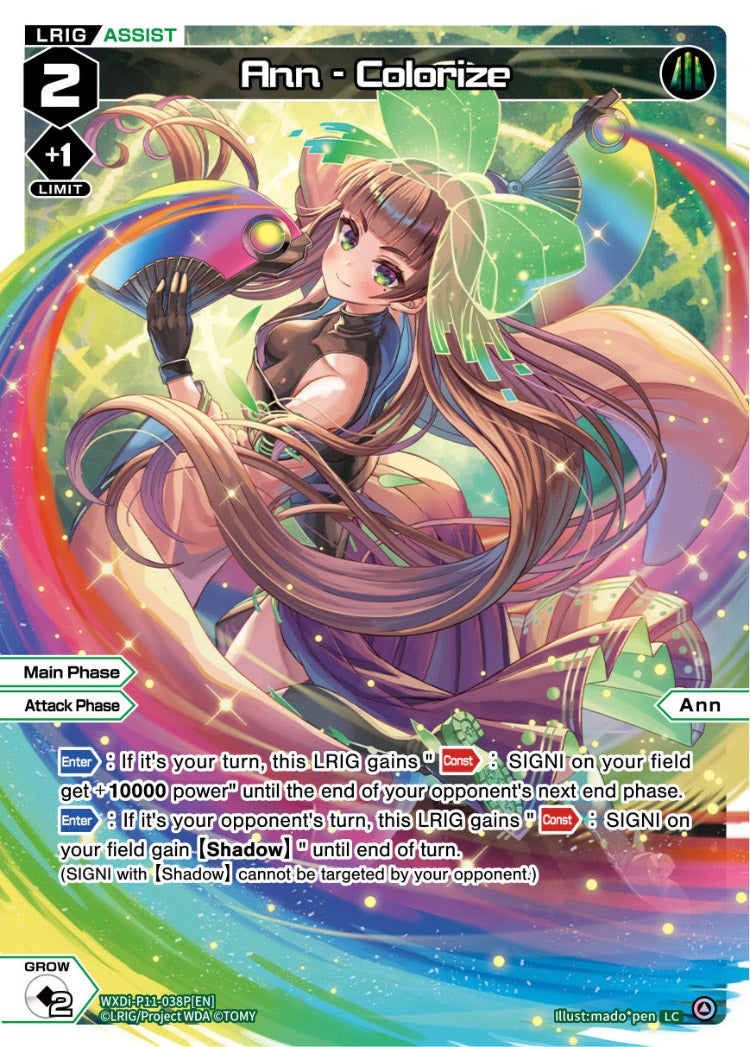 LRIG ASSIST
2
Ann - Colorize
+1
LIMIT
Main Phase
Attack Phase
Ann
Enter : If it's your turn, this LRIG gains " Const : SIGNI on your field
get +10000 power" until the end of your opponent's next end phase.
Enter : If it's your opponent's turn, this LRIG gains " Const : SIGNI on
your field gain 【Shadow】 " until end of turn.
(SIGNI with 【Shadow】 cannot be targeted by your opponent.)
GROW
2
WXDi-P11-038P[EN]
©LRIG/Project WDA ©TOMY
Illust:mado*pen LC